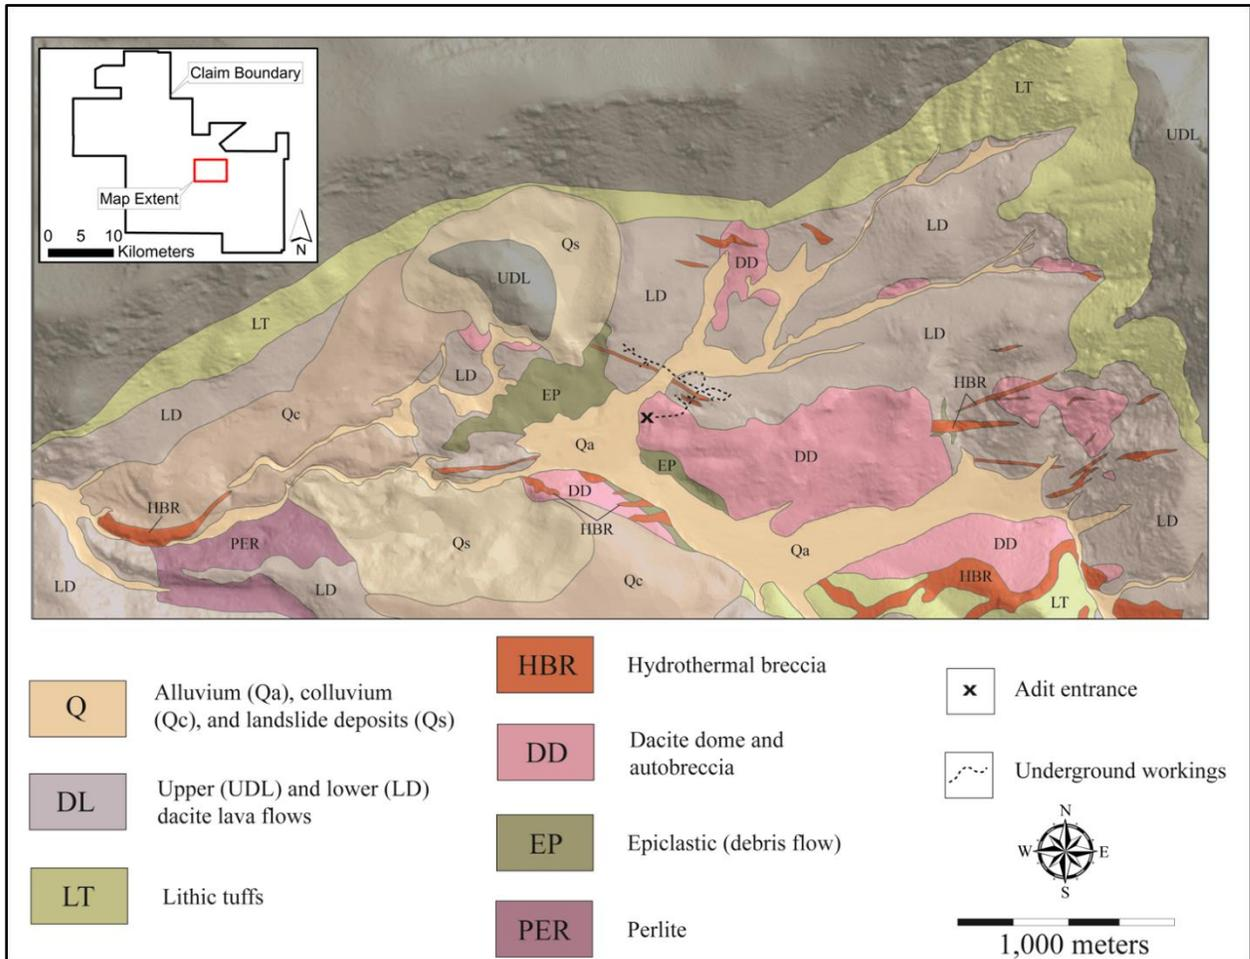 Claim Boundary
Map Extent
0 5 10
Kilometers
N
LT
UDL
Qs
LD
DD
UDL
LD
LT
LD
LD
HBR
EP
LD
Qc
x
Qa
DD
EP
DD
HBR
HBR
Qs
PER
Qa
DD
LD
HBR
LD
LD
Qc
LT
Q
Alluvium (Qa), colluvium
(Qc), and landslide deposits (Qs)
DL
Upper (UDL) and lower (LD)
dacite lava flows
LT
Lithic tuffs
HBR
Hydrothermal breccia
DD
Dacite dome and
autobreccia
EP
Epiclastic (debris flow)
PER
Perlite
x
Adit entrance
Underground workings
N
W E
S
1,000 meters